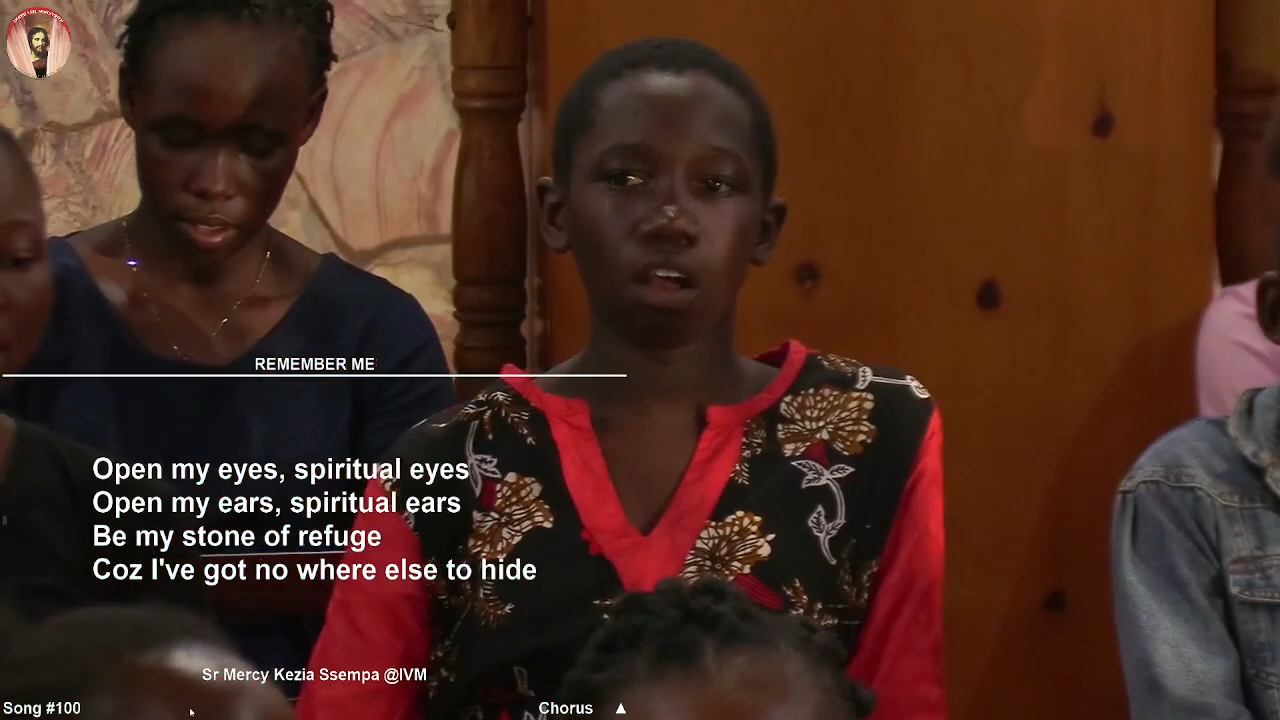 REMEMBER ME
Open my eyes, spiritual eyes
Open my ears, spiritual ears
Be my stone of refuge
Coz I've got no where else to hide
Sr Mercy Kezia Ssempa @IVM
Song #100
Chorus ▲